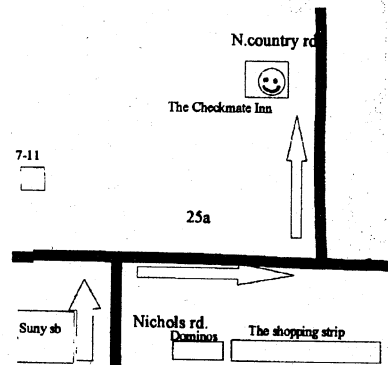 N.country rd
The Checkmate Inn
7-11
25a
Nichols rd.
Suny sb
Dominos
The shopping strip